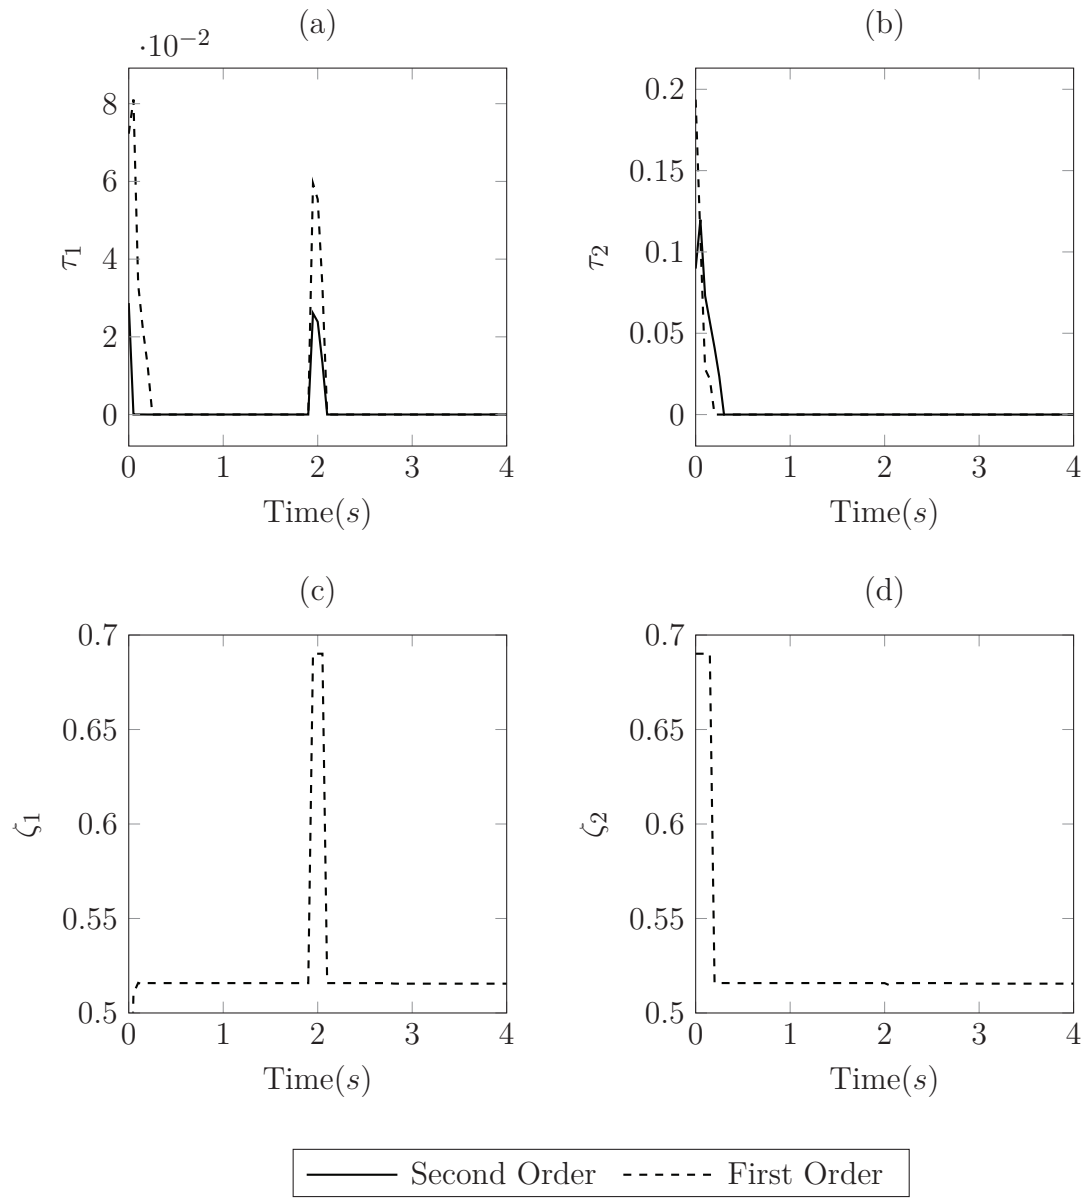 (a)
·10⁻²
8
6
4
2
0
τ₁
0 1 2 3 4
Time(s)
(b)
0.2
0.15
0.1
0.05
0
τ₂
0 1 2 3 4
Time(s)
(c)
0.7
0.65
0.6
0.55
0.5
ζ₁
0 1 2 3 4
Time(s)
(d)
0.7
0.65
0.6
0.55
0.5
ζ₂
0 1 2 3 4
Time(s)
Second Order First Order